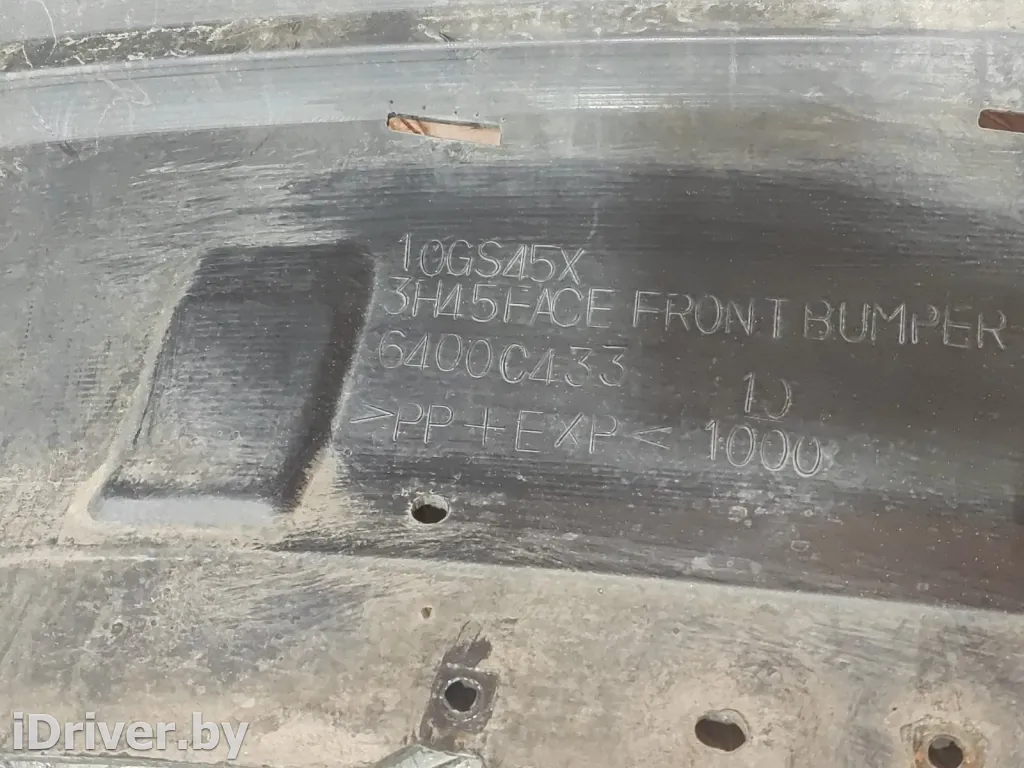 10GS45X
3H45FACE FRONT BUMPER
6400C433 10
>PP+EXP< 1000
iDriver.by